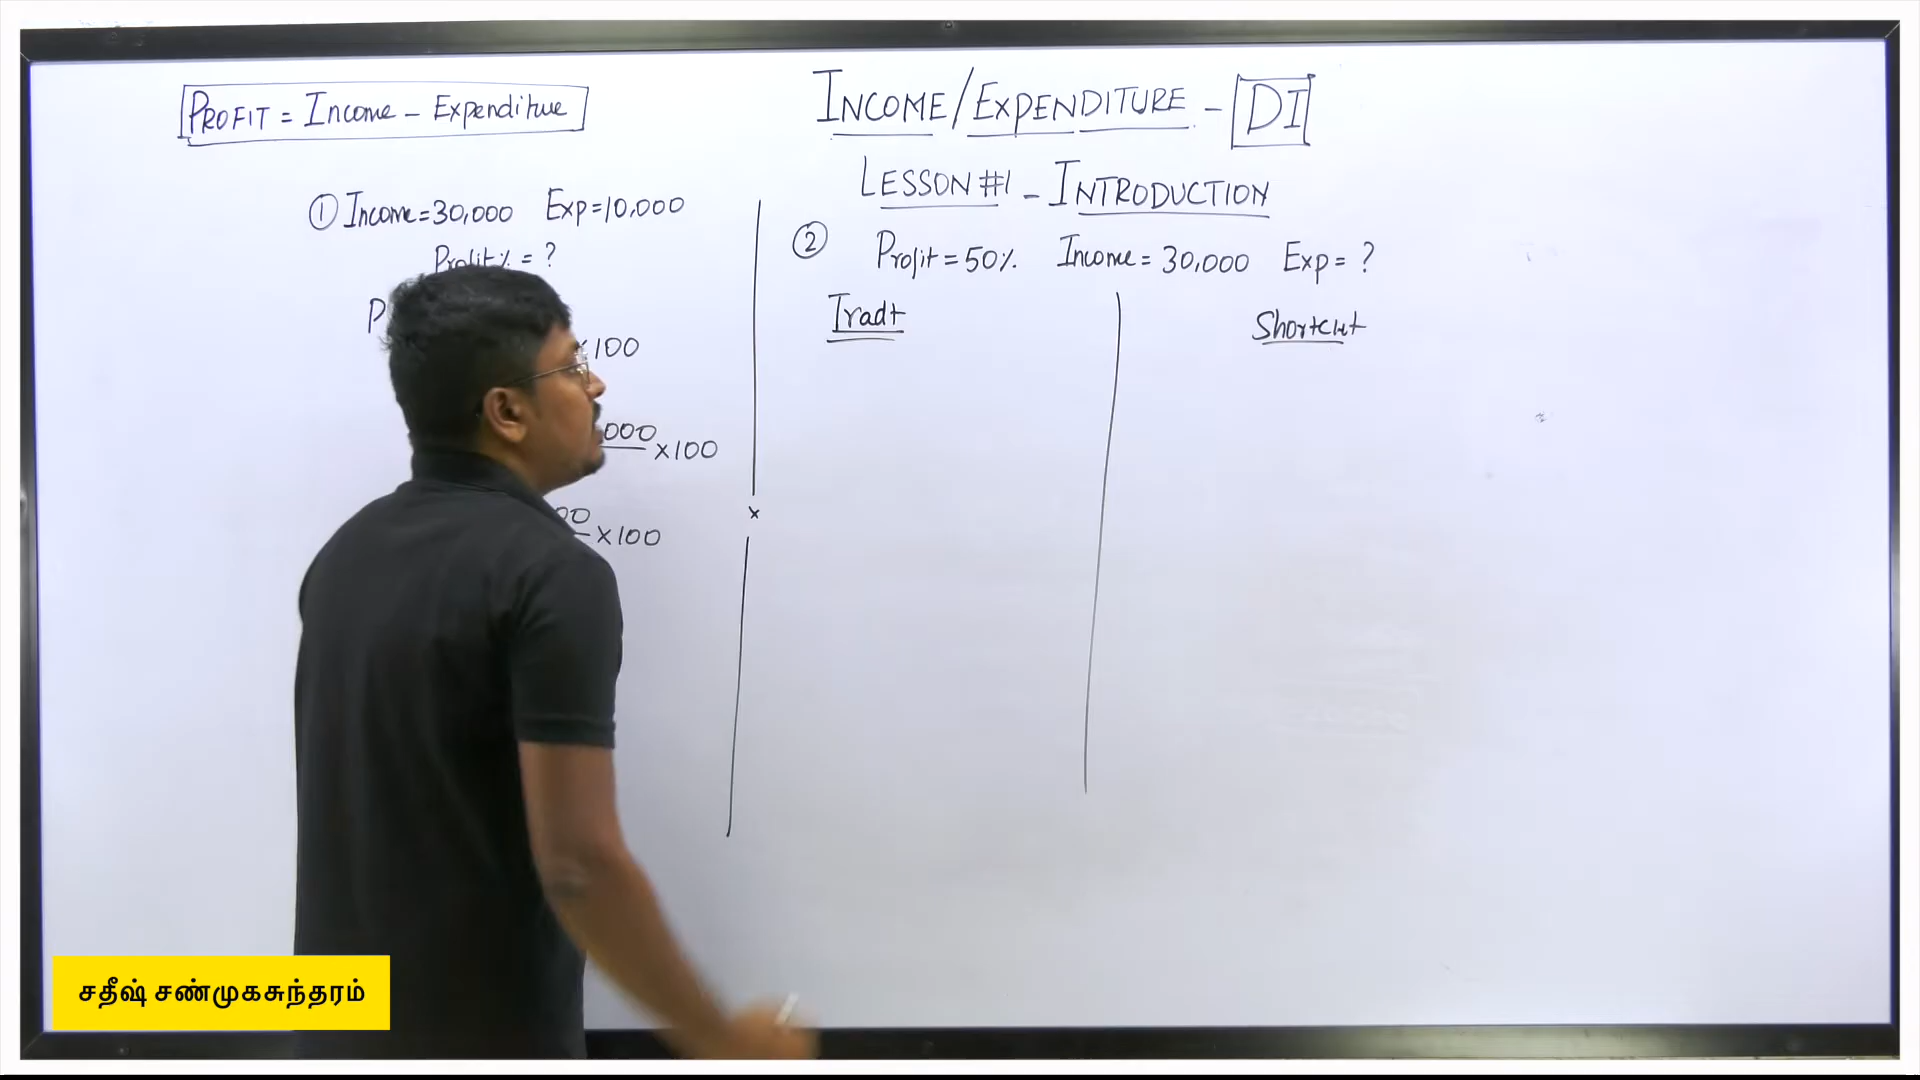 PROFIT = Income - Expenditure
INCOME/EXPENDITURE - DI
LESSON #1 - INTRODUCTION
① Income = 30,000 Exp = 10,000
Profit% = ?
P
×100
000 ×100
00 ×100
×
② Profit = 50% Income = 30,000 Exp = ?
Tradt
Shortcut
சதீஷ் சண்முகசுந்தரம்